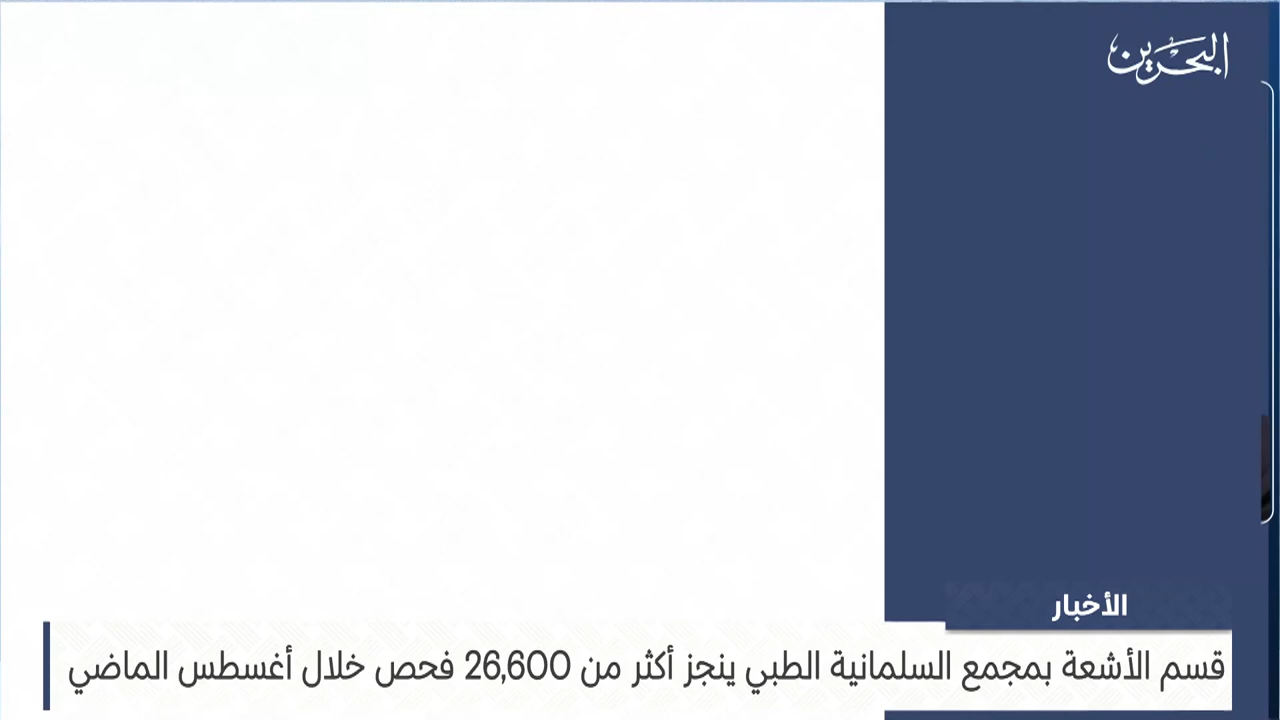 البحرين
الأخبار
قسم الأشعة بمجمع السلمانية الطبي ينجز أكثر من 26,600 فحص خلال أغسطس الماضي